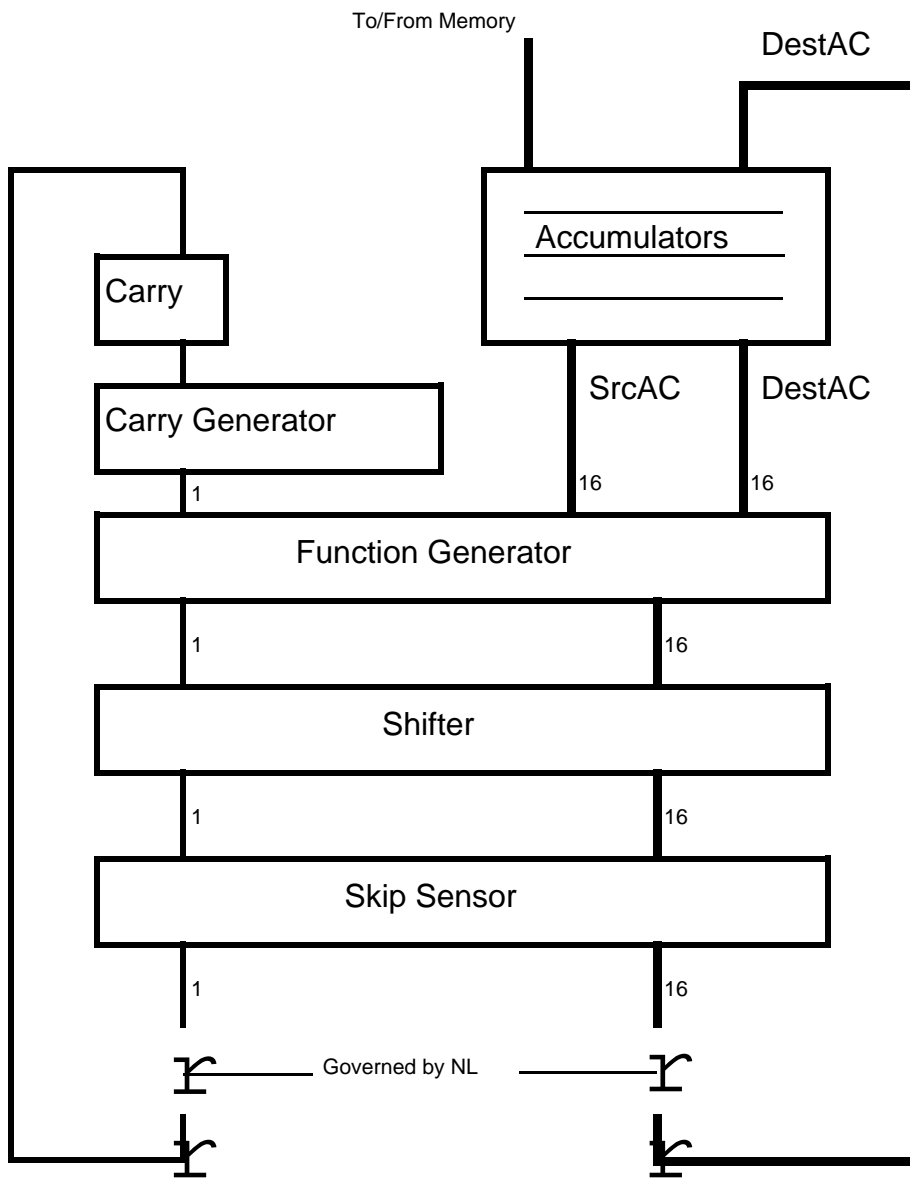 To/From Memory
DestAC
Accumulators
Carry
SrcAC
DestAC
Carry Generator
1
16
16
Function Generator
1
16
Shifter
1
16
Skip Sensor
1
16
Governed by NL